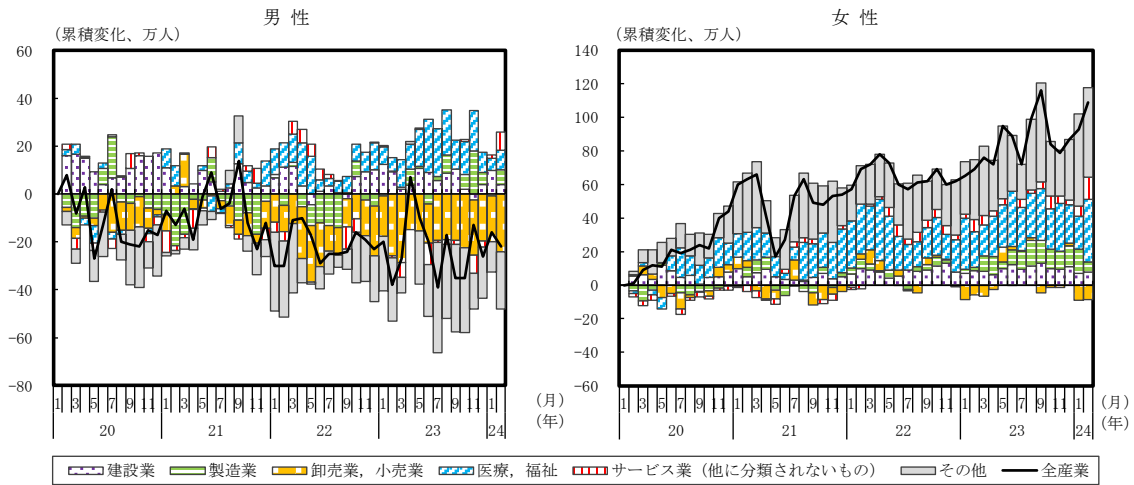 男 性
(累積変化、万人)
60
40
20
0
−20
−40
−60
−80
1 3 5 7 9 11 1 3 5 7 9 11 1 3 5 7 9 11 1 3 5 7 9 11 1
(月)
20 21 22 23 24
(年)
女 性
(累積変化、万人)
140
120
100
80
60
40
20
0
−20
−40
−60
1 3 5 7 9 11 1 3 5 7 9 11 1 3 5 7 9 11 1 3 5 7 9 11 1
(月)
20 21 22 23 24
(年)
建設業 製造業 卸売業，小売業 医療，福祉 サービス業（他に分類されないもの） その他 全産業